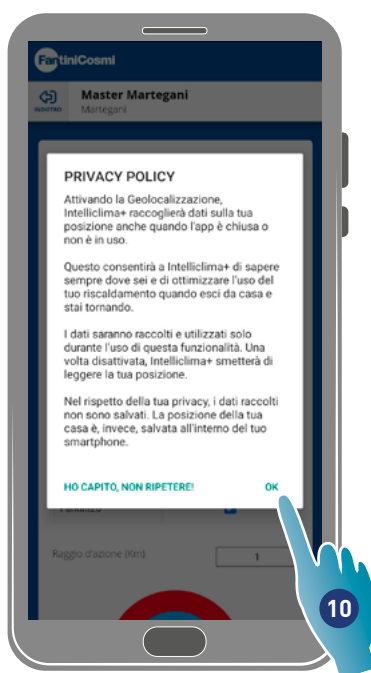 FantiniCosmi
INDIETRO
Master Martegani
Martegani
PRIVACY POLICY
Attivando la Geolocalizzazione,
Intelliclima+ raccoglierà dati sulla tua
posizione anche quando l'app è chiusa o
non è in uso.
Questo consentirà a Intelliclima+ di sapere
sempre dove sei e di ottimizzare l'uso del
tuo riscaldamento quando esci da casa e
stai tornando.
I dati saranno raccolti e utilizzati solo
durante l'uso di questa funzionalità. Una
volta disattivata, Intelliclima+ smetterà di
leggere la tua posizione.
Nel rispetto della tua privacy, i dati raccolti
non sono salvati. La posizione della tua
casa è, invece, salvata all'interno del tuo
smartphone.
HO CAPITO, NON RIPETERE! OK
Raggio d'azione (Km) 1
10